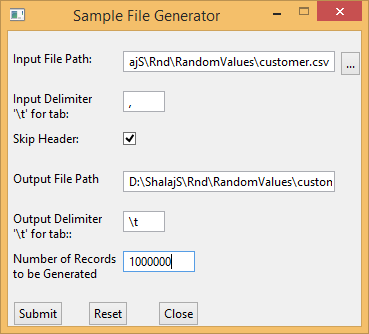 Sample File Generator
Input File Path: ajS\Rnd\RandomValues\customer.csv ...
Input Delimiter
'\t' for tab: ,
Skip Header:
Output File Path D:\ShalajS\Rnd\RandomValues\custon
Output Delimiter
'\t' for tab:: \t
Number of Records
to be Generated 1000000
Submit Reset Close